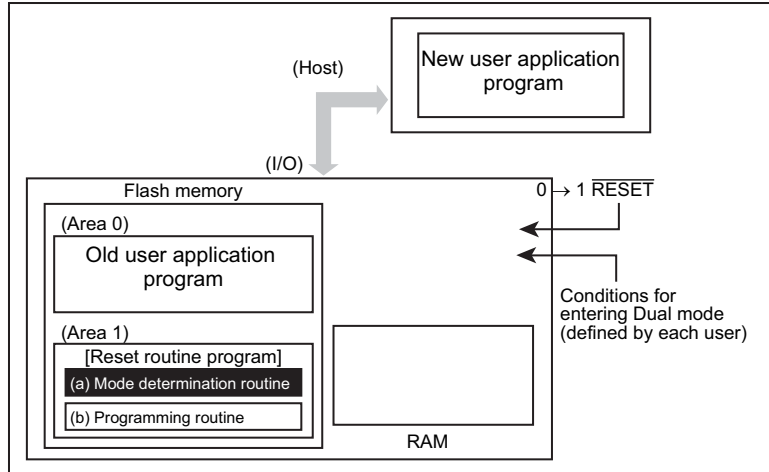 New user application
program
(Host)
(I/O)
Flash memory
0 → 1 RESET
(Area 0)
Old user application
program
Conditions for
entering Dual mode
(defined by each user)
(Area 1)
[Reset routine program]
(a) Mode determination routine
(b) Programming routine
RAM